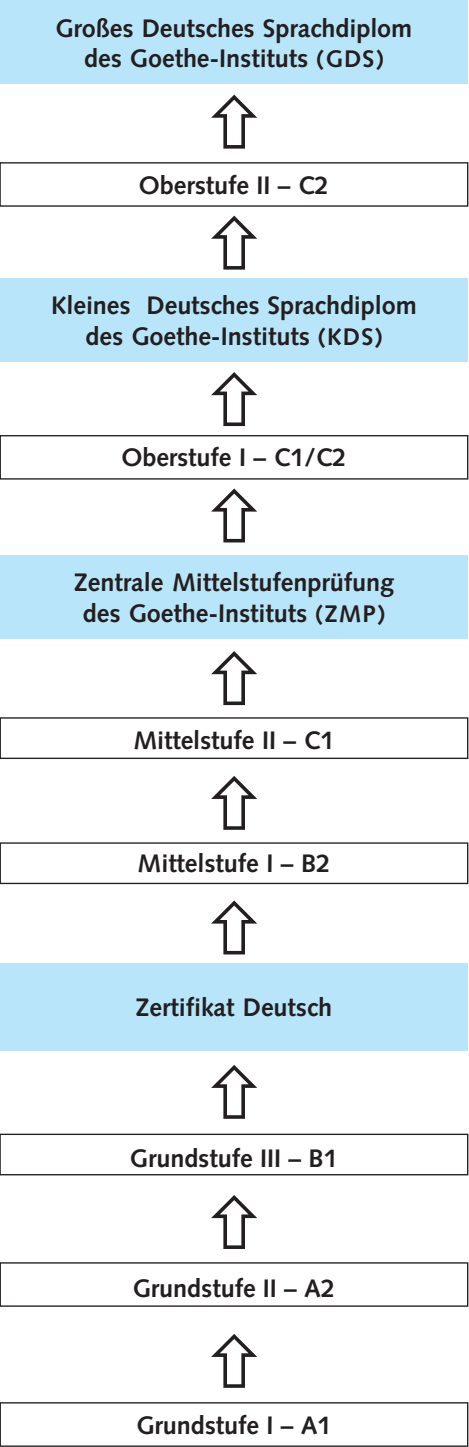 Großes Deutsches Sprachdiplom
des Goethe-Instituts (GDS)
Oberstufe II – C2
Kleines Deutsches Sprachdiplom
des Goethe-Instituts (KDS)
Oberstufe I – C1/C2
Zentrale Mittelstufenprüfung
des Goethe-Instituts (ZMP)
Mittelstufe II – C1
Mittelstufe I – B2
Zertifikat Deutsch
Grundstufe III – B1
Grundstufe II – A2
Grundstufe I – A1